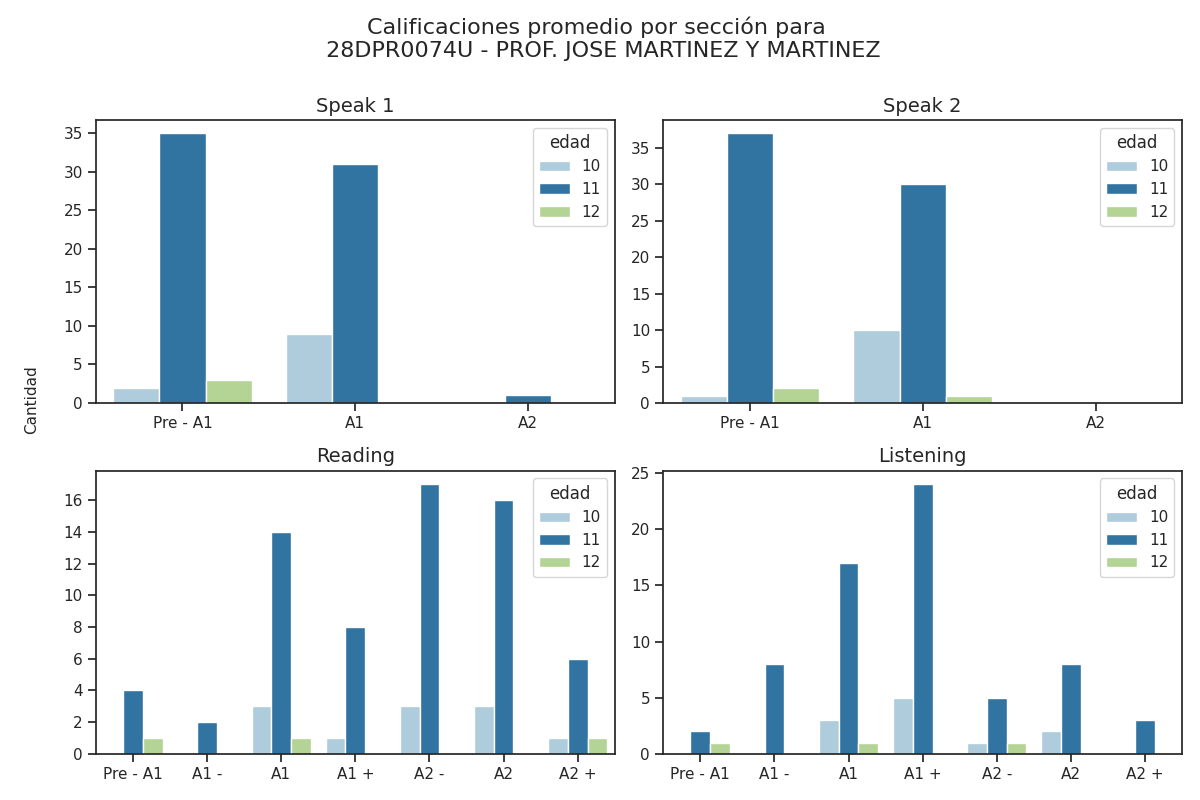 Calificaciones promedio por sección para
28DPR0074U - PROF. JOSE MARTINEZ Y MARTINEZ
Cantidad
Speak 1
35
30
25
20
15
10
5
0
Pre - A1 A1 A2
edad
10
11
12
Speak 2
35
30
25
20
15
10
5
0
Pre - A1 A1 A2
edad
10
11
12
Reading
16
14
12
10
8
6
4
2
0
Pre - A1 A1 - A1 A1 + A2 - A2 A2 +
edad
10
11
12
Listening
25
20
15
10
5
0
Pre - A1 A1 - A1 A1 + A2 - A2 A2 +
edad
10
11
12